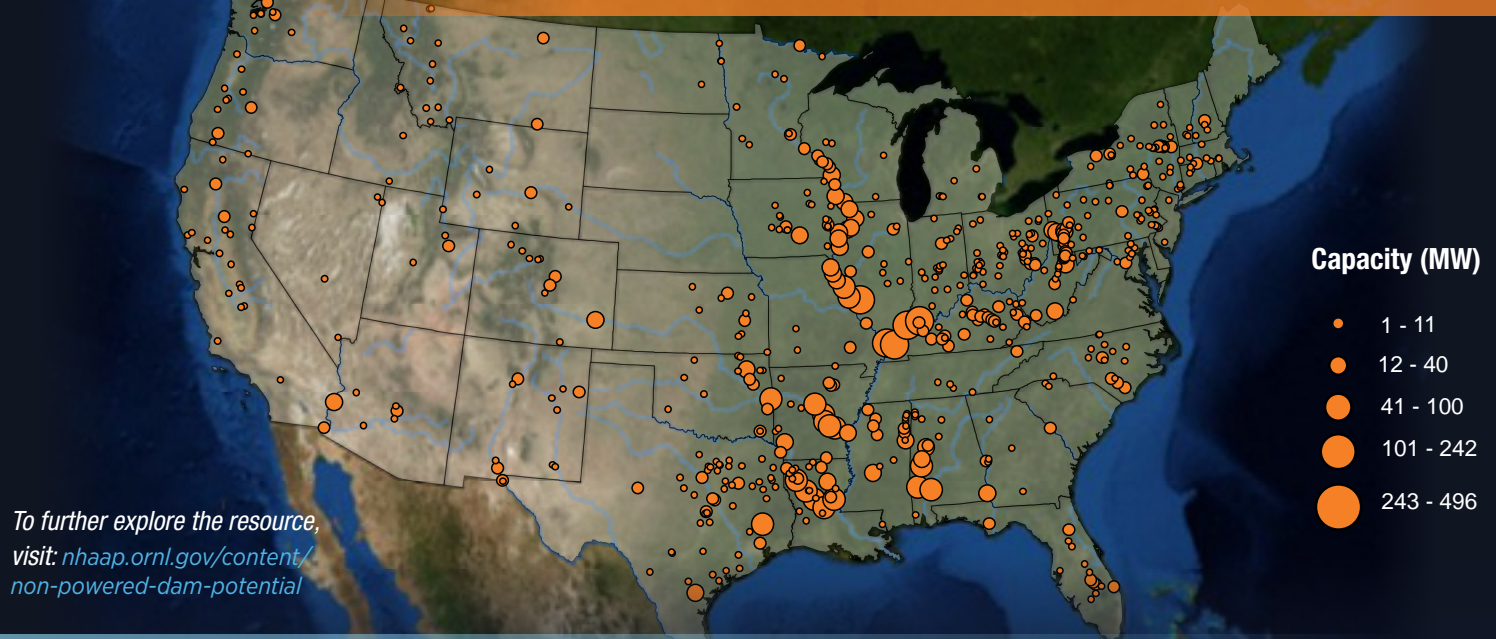 Capacity (MW)
1 - 11
12 - 40
41 - 100
101 - 242
243 - 496
To further explore the resource,
visit: nhaap.ornl.gov/content/
non-powered-dam-potential